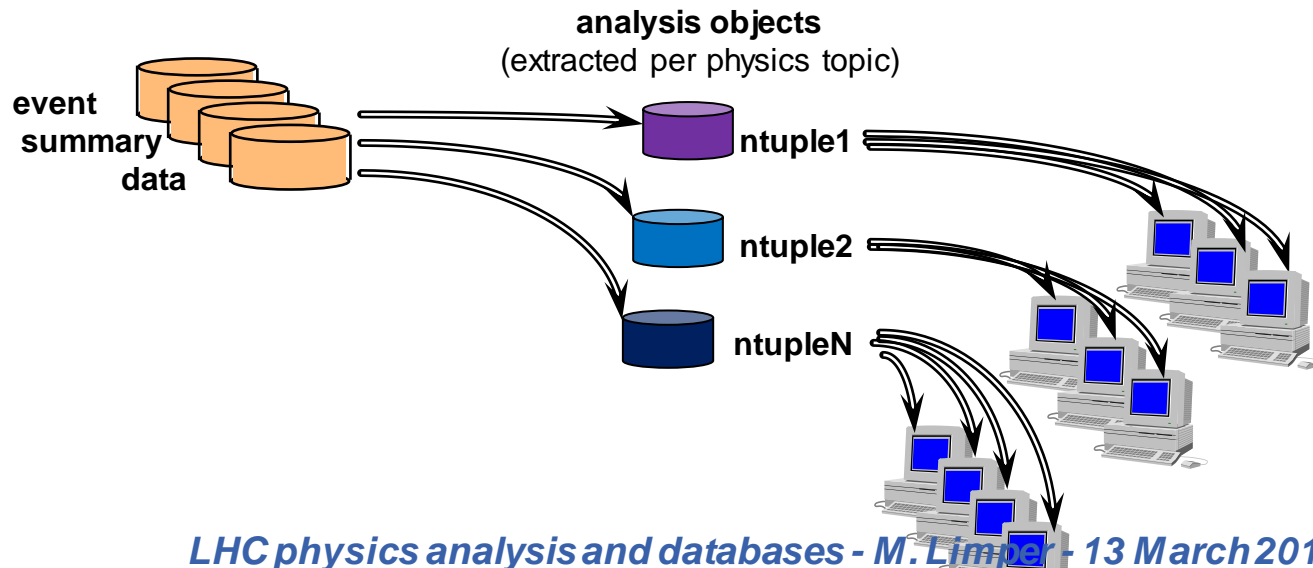 analysis objects
(extracted per physics topic)
event
summary
data
ntuple1
ntuple2
ntupleN
LHC physics analysis and databases - M. Limper - 13 March 201